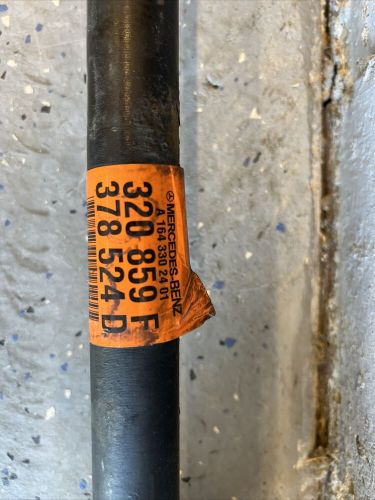 MERCEDES-BENZ
A 164 330 24 01
320 859 F
378 524 D